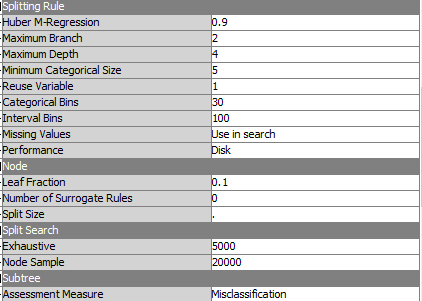 Splitting Rule
Huber M-Regression 0.9
Maximum Branch 2
Maximum Depth 4
Minimum Categorical Size 5
Reuse Variable 1
Categorical Bins 30
Interval Bins 100
Missing Values Use in search
Performance Disk
Node
Leaf Fraction 0.1
Number of Surrogate Rules 0
Split Size .
Split Search
Exhaustive 5000
Node Sample 20000
Subtree
Assessment Measure Misclassification